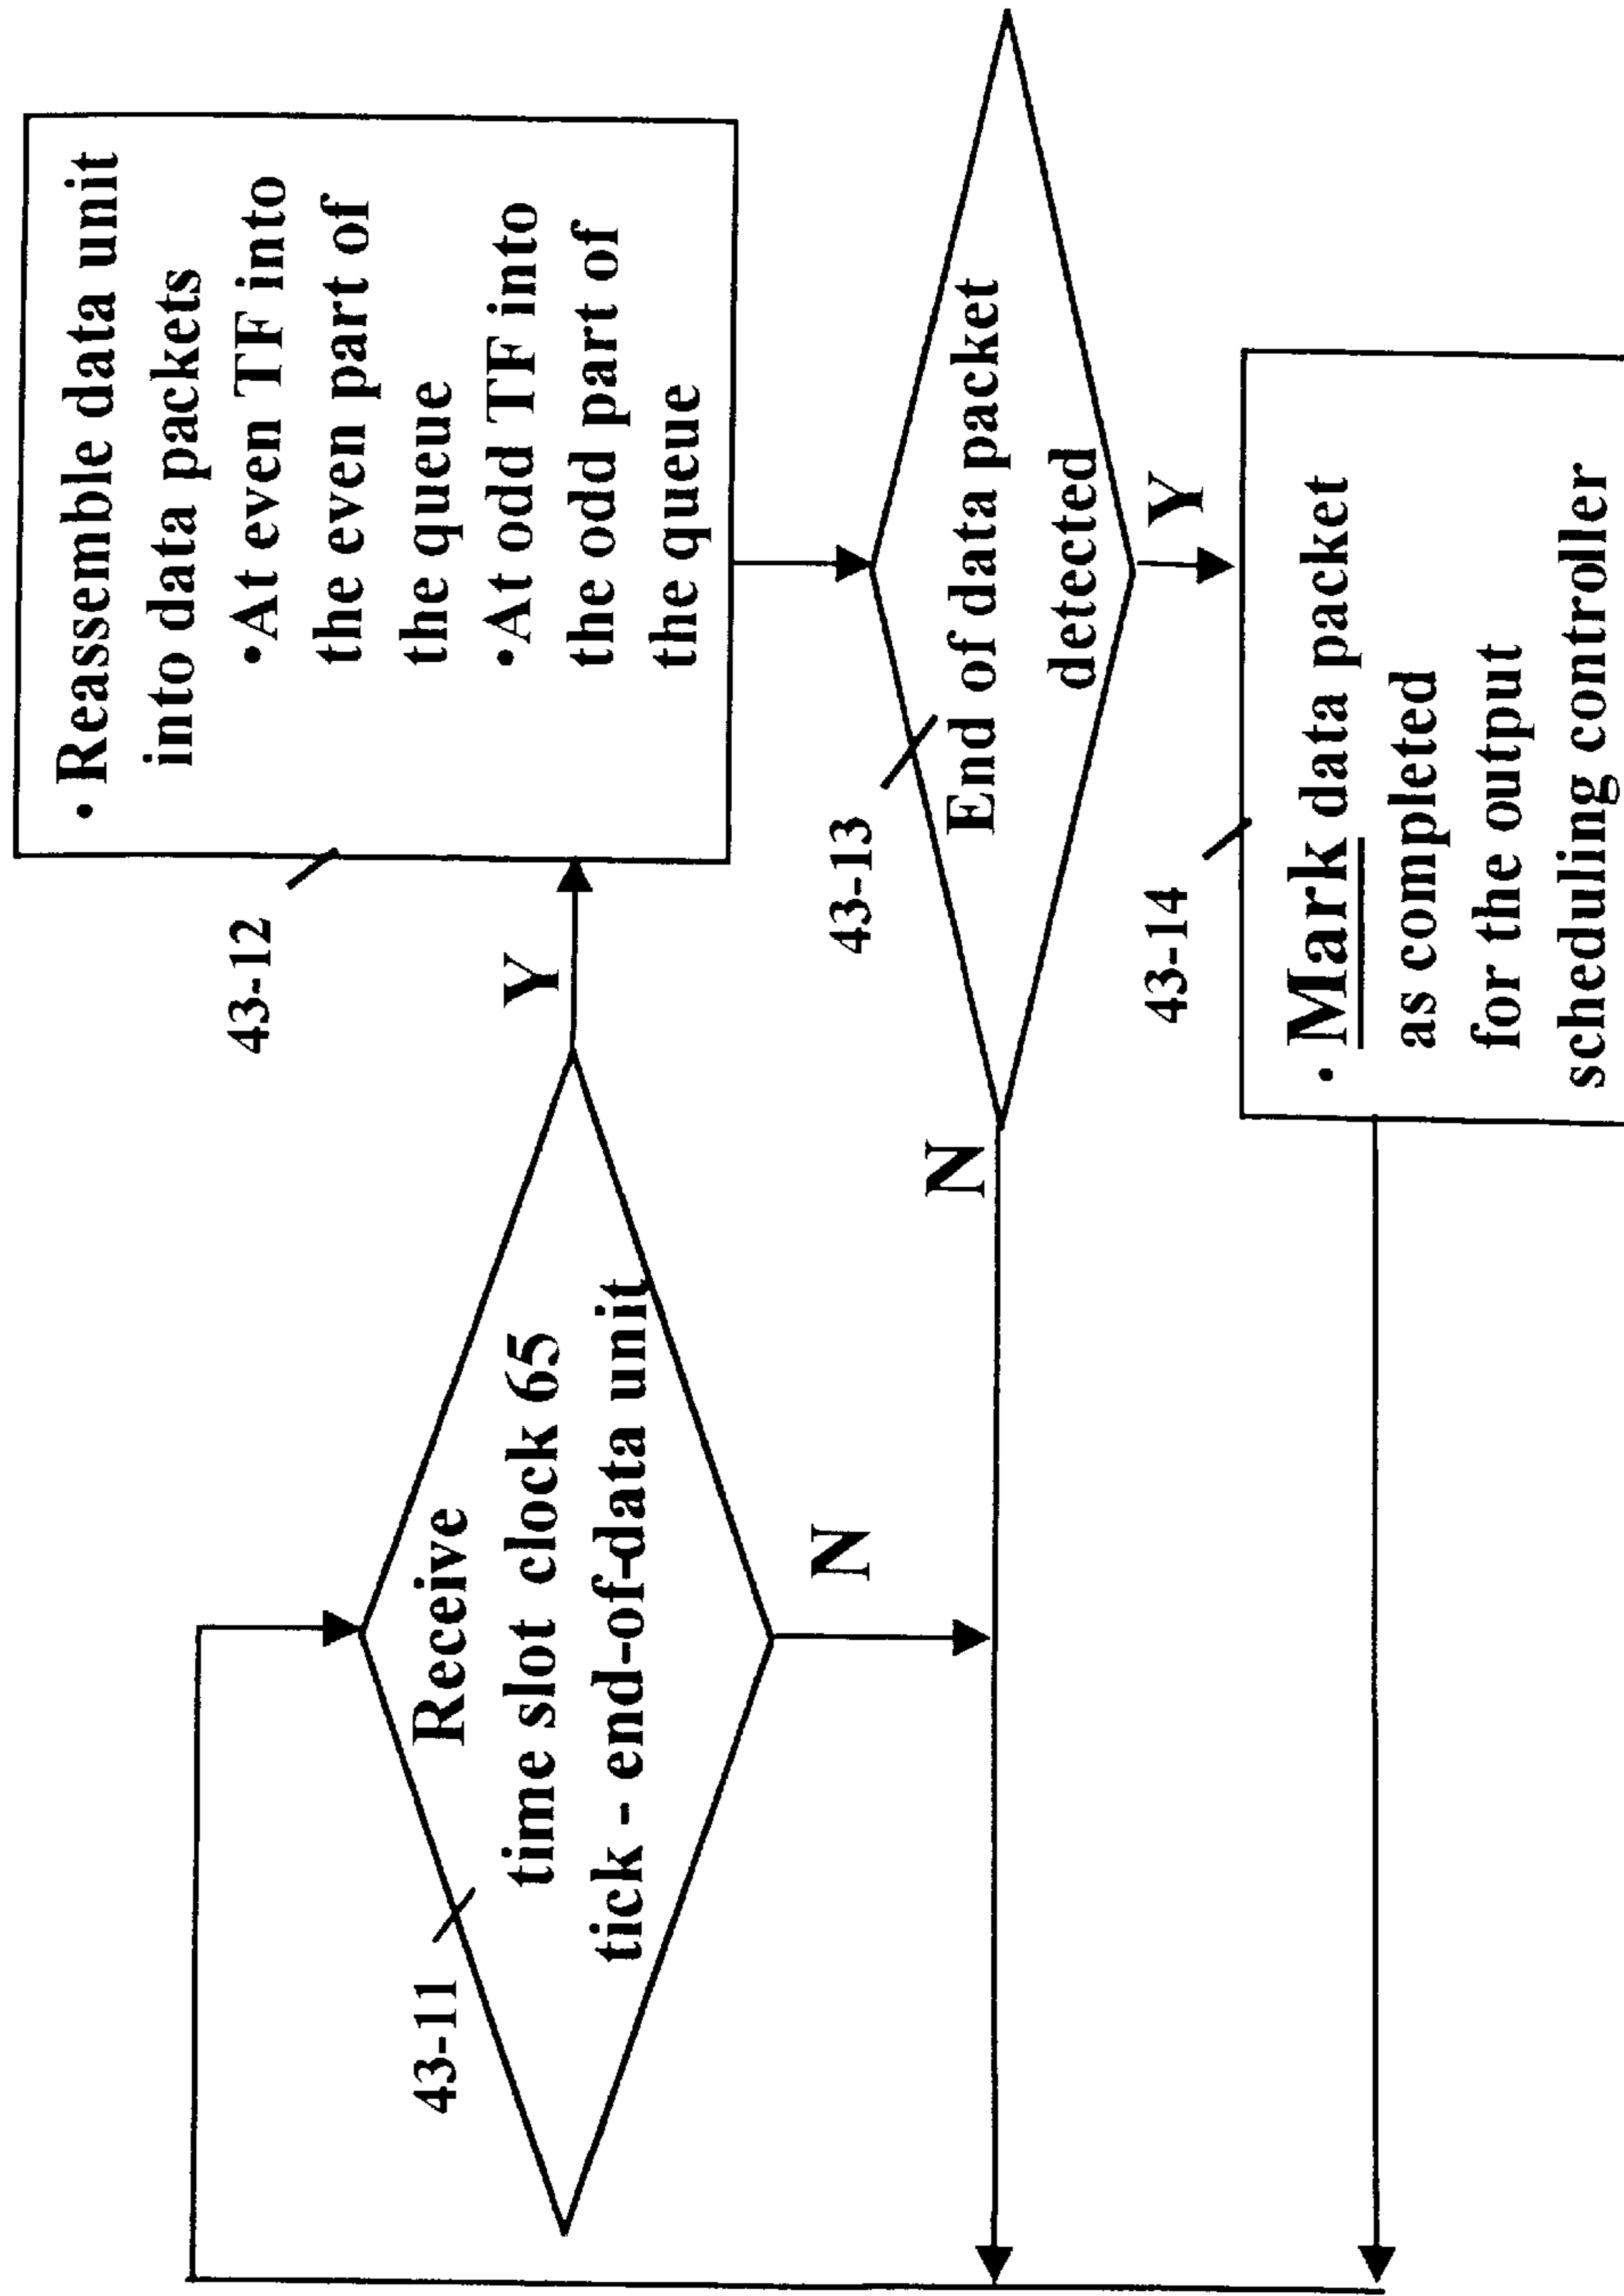 43-11
Receive
time slot clock 65
tick - end-of-data unit
Y
N
43-12
• Reassemble data unit
into data packets
•At even TF into
the even part of
the queue
•At odd TF into
the odd part of
the queue
43-13
End of data packet
detected
N
Y
43-14
• Mark data packet
as completed
for the output
scheduling controller